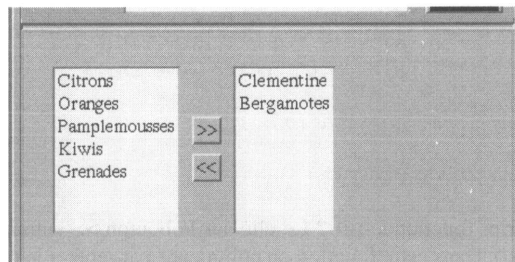 Citrons
Oranges
Pamplemousses
Kiwis
Grenades
>>
<<
Clementine
Bergamotes